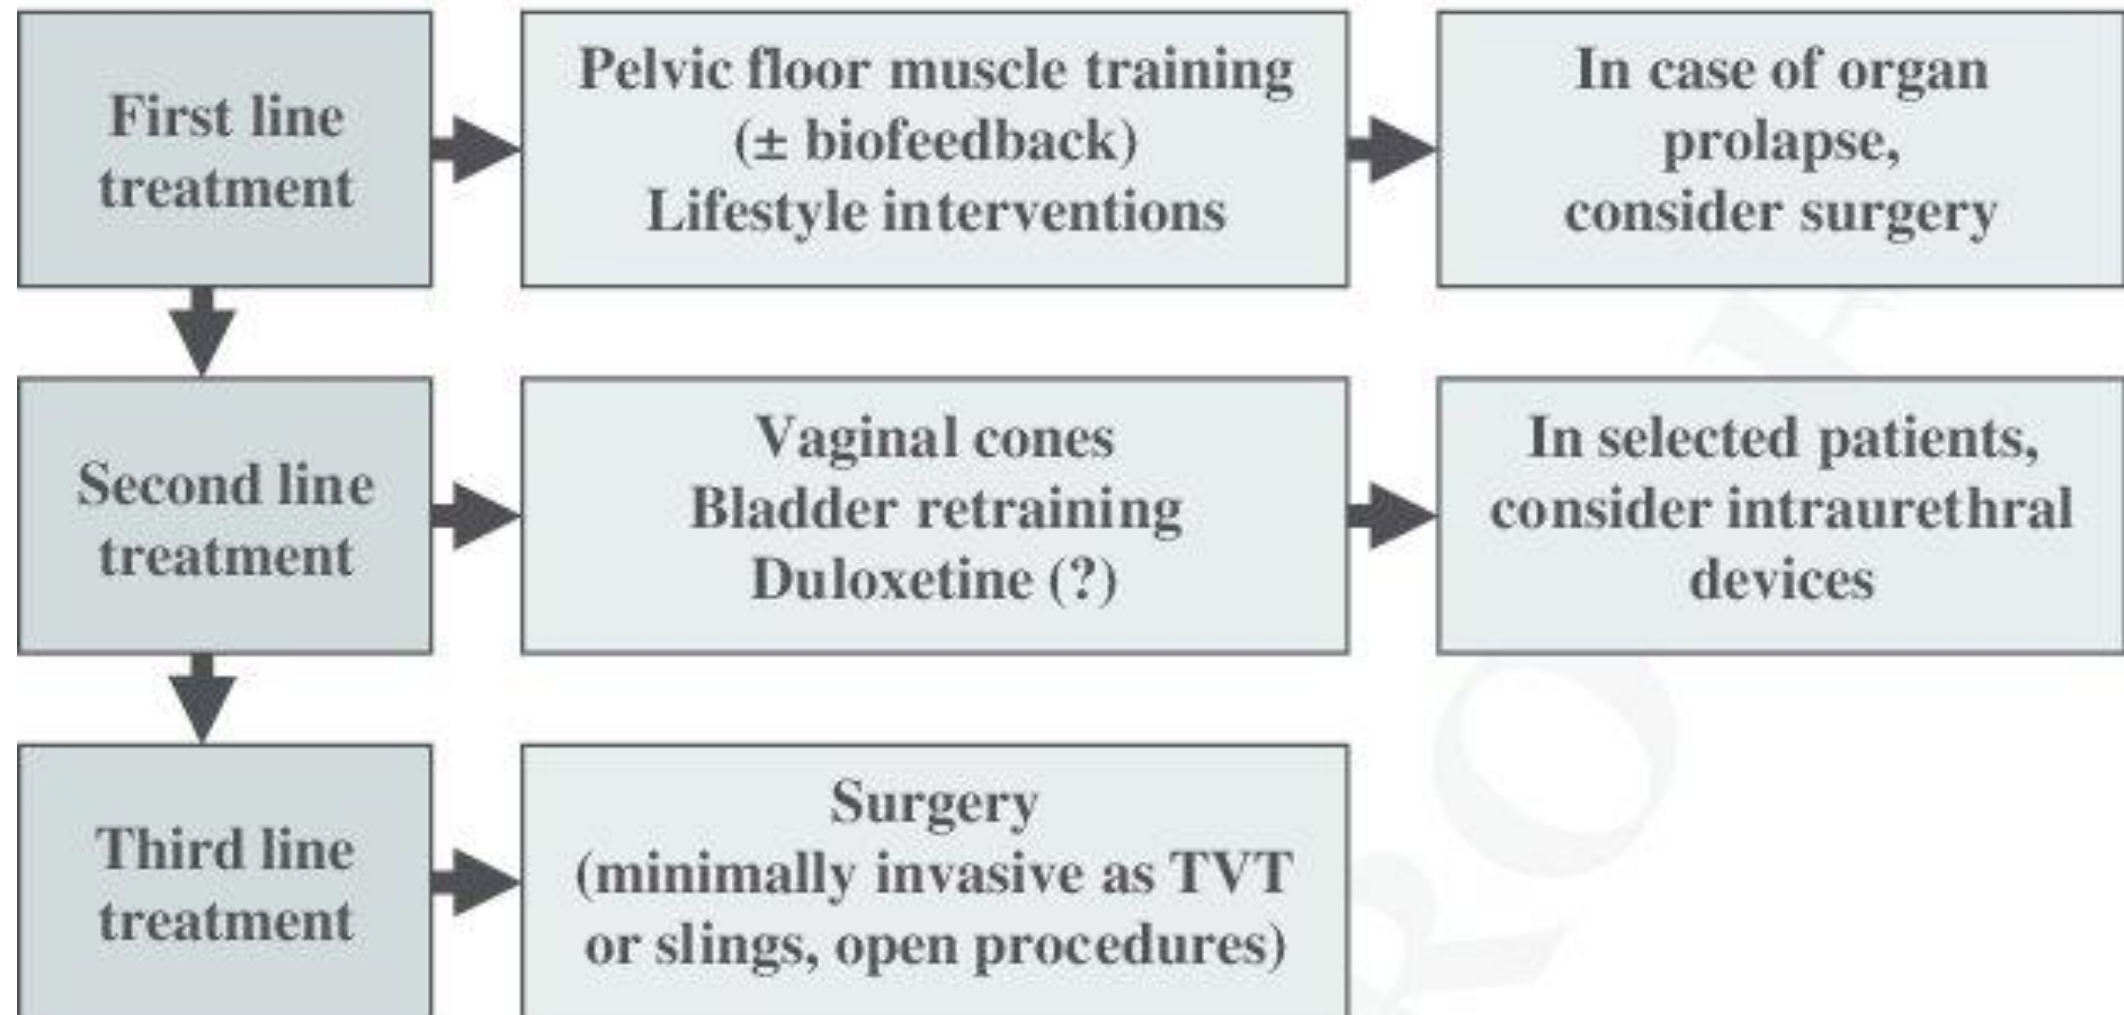 First line
treatment
Pelvic floor muscle training
(± biofeedback)
Lifestyle interventions
In case of organ
prolapse,
consider surgery
Second line
treatment
Vaginal cones
Bladder retraining
Duloxetine (?)
In selected patients,
consider intraurethral
devices
Third line
treatment
Surgery
(minimally invasive as TVT
or slings, open procedures)